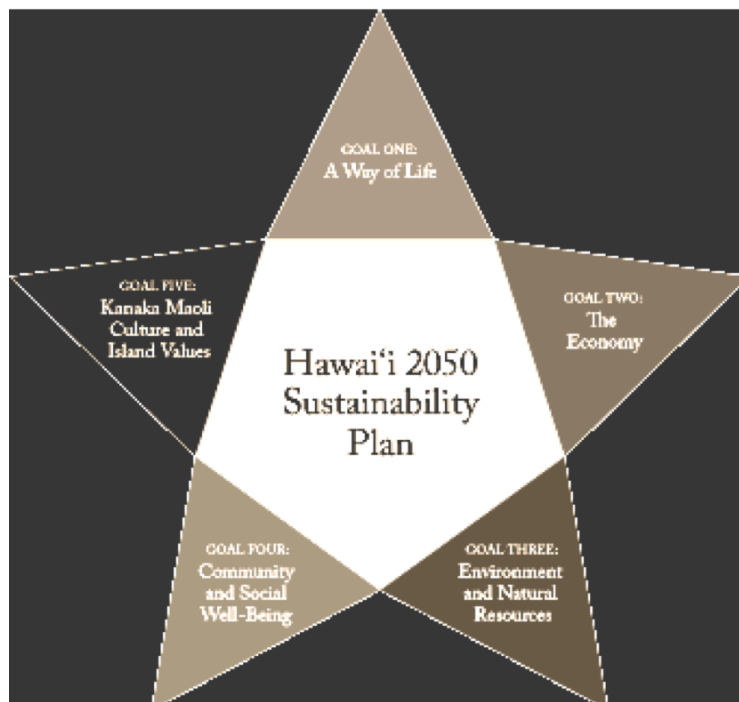 GOAL ONE:
A Way of Life
GOAL TWO:
The
Economy
GOAL THREE:
Environment
and Natural
Resources
GOAL FOUR:
Community
and Social
Well-Being
GOAL FIVE:
Kanaka Maoli
Culture and
Island Values
Hawai‘i 2050
Sustainability
Plan